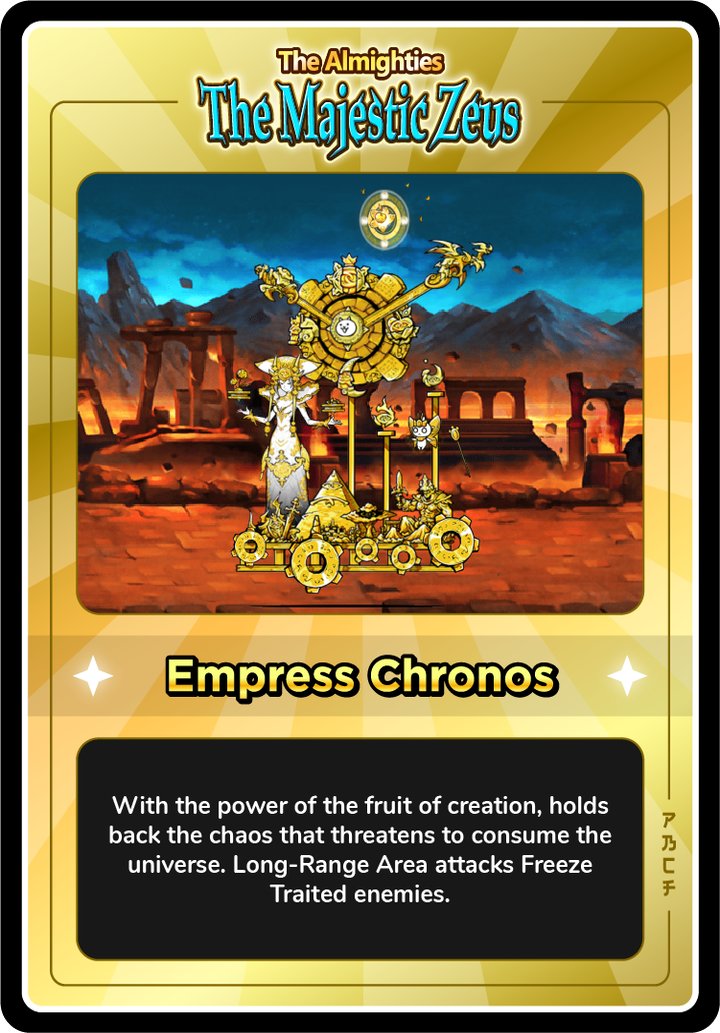 The Almighties
The Majestic Zeus
Empress Chronos
With the power of the fruit of creation, holds
back the chaos that threatens to consume the
universe. Long-Range Area attacks Freeze
Traited enemies.
ア
乃
匚
チ